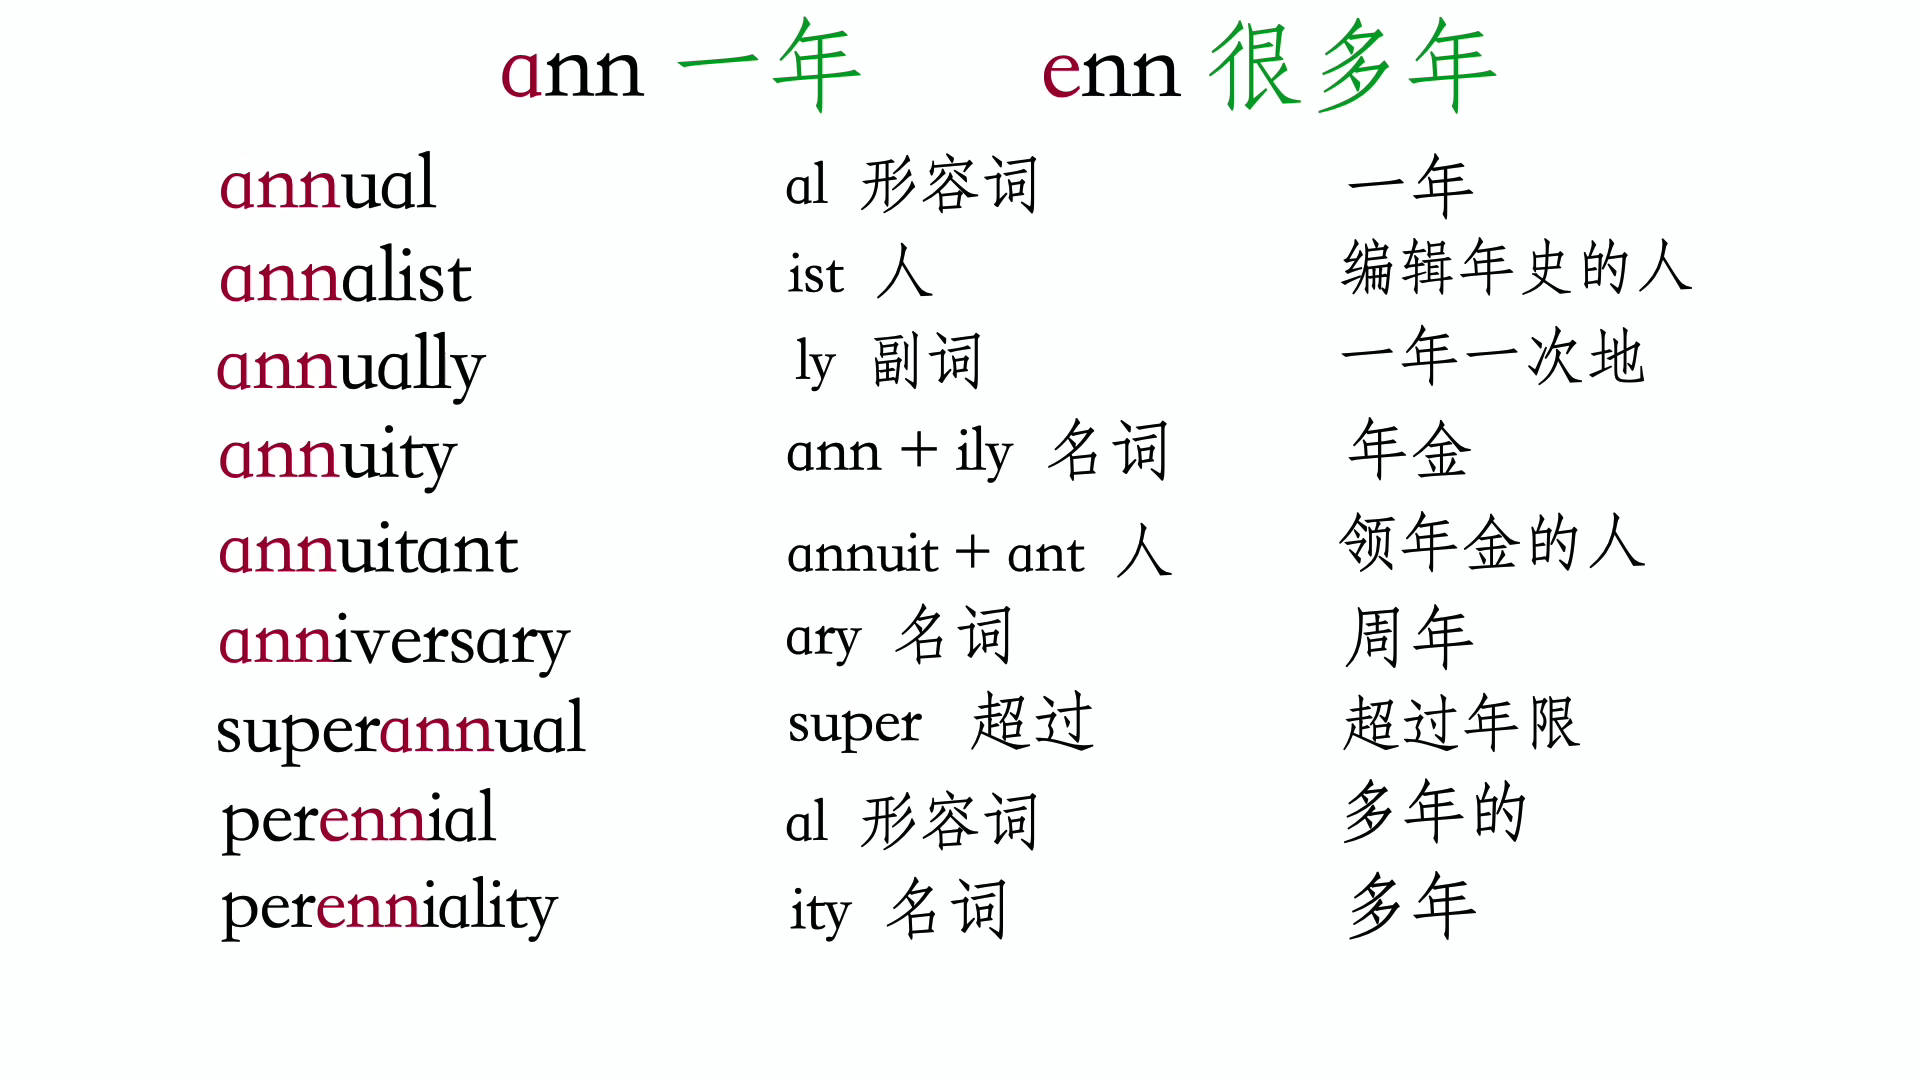 ann 一年 enn 很多年
annual al 形容词 一年
annalist ist 人 编辑年史的人
annually ly 副词 一年一次地
annuity ann + ily 名词 年金
annuitant annuit + ant 人 领年金的人
anniversary ary 名词 周年
superannual super 超过 超过年限
perennial al 形容词 多年的
perenniality ity 名词 多年